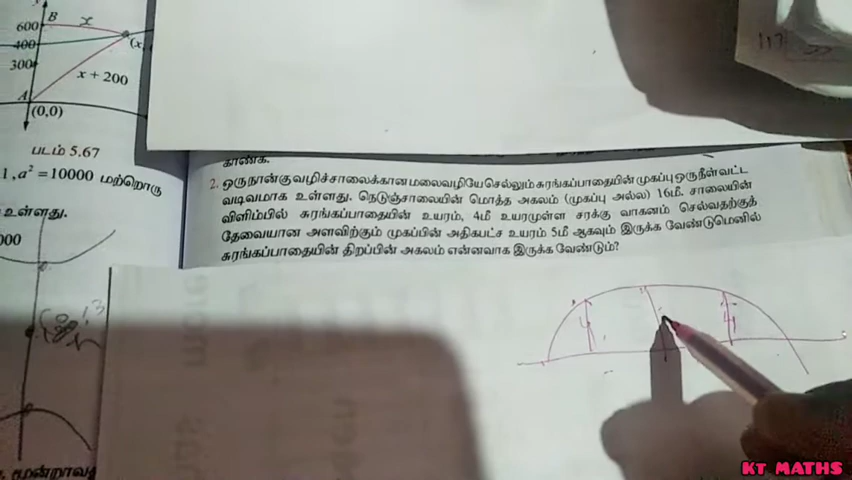 y
B
600
x
400
300
x + 200
A
(0,0)
படம் 5.67
1 , a² = 10000 மற்றொரு
உள்ளது.
000
காண்க.
2. ஒரு நான்கு வழிச்சாலைக்கான மலைவழியே செல்லும் சுரங்கப்பாதையின் முகப்பு ஒரு நீள்வட்ட
வடிவமாக உள்ளது. நெடுஞ்சாலையின் மொத்த அகலம் (முகப்பு அல்ல) 16மீ. சாலையின்
விளிம்பில் சுரங்கப்பாதையின் உயரம், 4மீ உயரமுள்ள சரக்கு வாகனம் செல்வதற்குத்
தேவையான அளவிற்கும் முகப்பின் அதிகபட்ச உயரம் 5மீ ஆகவும் இருக்க வேண்டுமெனில்
சுரங்கப்பாதையின் திறப்பின் அகலம் என்னவாக இருக்க வேண்டும்?
4
4
மூன்றாவ
KT MATHS